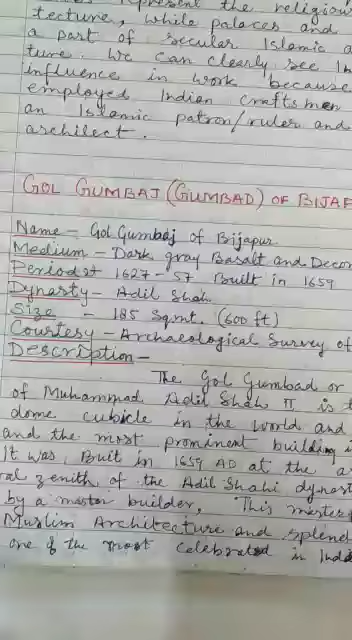 represent the religious
tecture, while palaces and
a part of secular Islamic a
ture. We can clearly see In
influence in work because
employed Indian Craftsmen
an Islamic patron/ruler and
architect.
GOL GUMBAJ (GUMBAD) OF BIJAP
Name - Gol Gumbaj of Bijapur
Medium - Dark gray Basalt and Decor
Period 1627-57 Built in 1659
Dynasty - Adil Shah
Size - 185 Sq.mt. (600 ft)
Courtesy - Archaeological Survey of
Description -
The Gol Gumbad or
of Muhammad Adil Shah II is t
dome cubicle in the world and
and the most prominent building i
It was Built in 1659 AD at the a
ral zenith of the Adil Shahi dynast
by a master builder, This master
Muslim Architecture and splend
one of the most celebrated in Indi